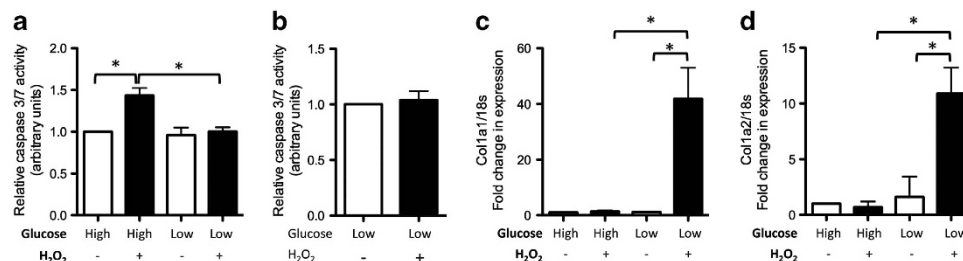 a
Relative caspase 3/7 activity
(arbitrary units)
2.0
1.5
1.0
0.5
0.0
*
*
Glucose High High Low Low
H₂O₂ - + - +
b
Relative caspase 3/7 activity
(arbitrary units)
1.5
1.0
0.5
0.0
Glucose Low Low
H₂O₂ - +
c
Col1a1/18s
Fold change in expression
60
40
20
0
*
*
Glucose High High Low Low
H₂O₂ - + - +
d
Col1a2/18s
Fold change in expression
15
10
5
0
*
*
Glucose High High Low Low
H₂O₂ - + - +